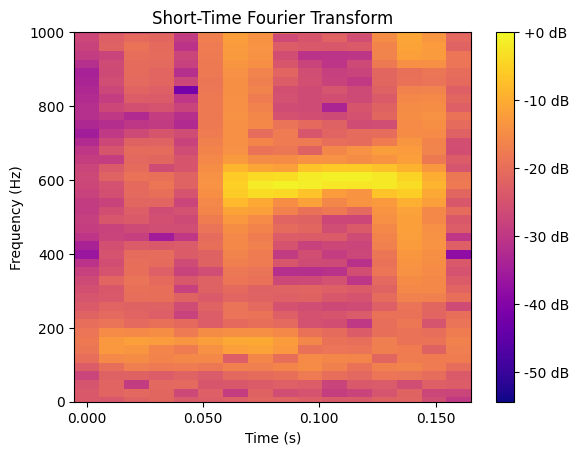 Short-Time Fourier Transform
1000
800
600
400
200
0
Frequency (Hz)
0.000
0.050
0.100
0.150
Time (s)
+0 dB
-10 dB
-20 dB
-30 dB
-40 dB
-50 dB